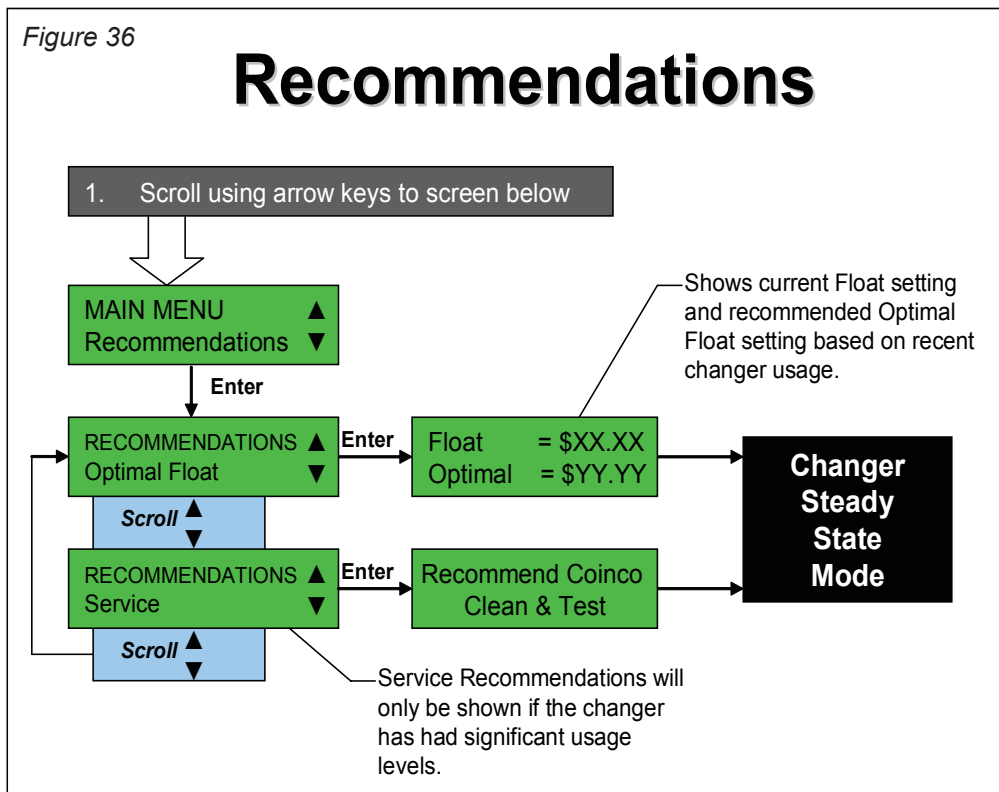 Figure 36
Recommendations
1. Scroll using arrow keys to screen below
MAIN MENU ▲
Recommendations ▼
Enter
Shows current Float setting
and recommended Optimal
Float setting based on recent
changer usage.
RECOMMENDATIONS ▲
Optimal Float ▼
Enter
Float = $XX.XX
Optimal = $YY.YY
Changer
Steady
State
Mode
Scroll ▲
▼
RECOMMENDATIONS ▲
Service ▼
Enter
Recommend Coinco
Clean & Test
Scroll ▲
▼
Service Recommendations will
only be shown if the changer
has had significant usage
levels.